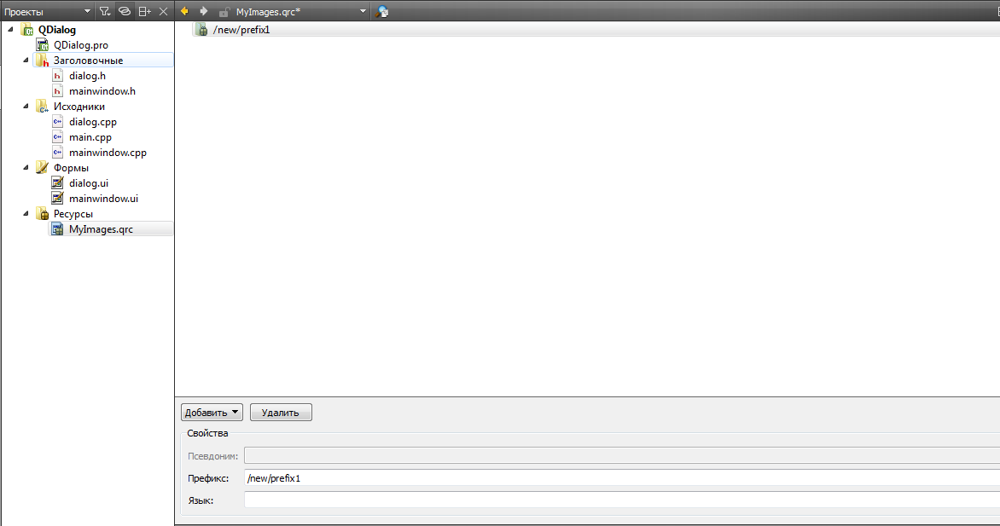 Проекты
MyImages.qrc*
QDialog
QDialog.pro
Заголовочные
dialog.h
mainwindow.h
Исходники
dialog.cpp
main.cpp
mainwindow.cpp
Формы
dialog.ui
mainwindow.ui
Ресурсы
MyImages.qrc
/new/prefix1
Добавить Удалить
Свойства
Псевдоним:
Префикс: /new/prefix1
Язык: